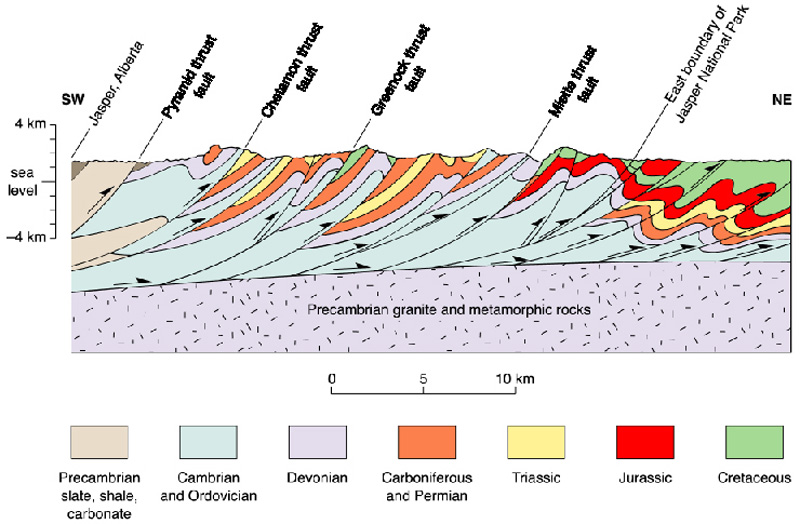 SW
Jasper, Alberta
Pyramid thrust
fault
Chetamon thrust
fault
Greenock thrust
fault
Miette thrust
fault
East boundary of
Jasper National Park
NE
4 km
sea
level
–4 km
Precambrian granite and metamorphic rocks
0 5 10 km
Precambrian
slate, shale,
carbonate
Cambrian
and Ordovician
Devonian
Carboniferous
and Permian
Triassic
Jurassic
Cretaceous